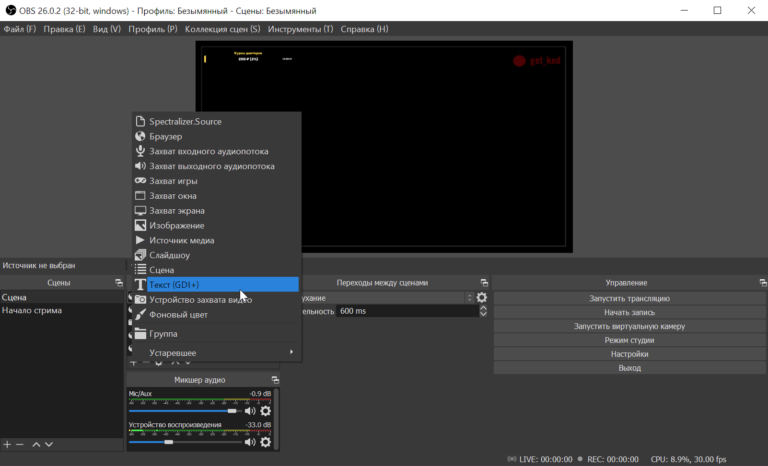 OBS 26.0.2 (32-bit, windows) - Профиль: Безымянный - Сцены: Безымянный
Файл (F) Правка (E) Вид (V) Профиль (P) Коллекция сцен (S) Инструменты (T) Справка (H)
Spectralizer.Source
Браузер
Захват входного аудиопотока
Захват выходного аудиопотока
Захват игры
Захват окна
Захват экрана
Изображение
Источник медиа
Слайдшоу
Сцена
Текст (GDI+)
Устройство захвата видео
Фоновый цвет
Группа
Устаревшее
Источник не выбран
Сцены
Сцена
Начало стрима
Переходы между сценами
ухание
ельность 600 ms
Управление
Запустить трансляцию
Начать запись
Запустить виртуальную камеру
Режим студии
Настройки
Выход
Микшер аудио
Mic/Aux -0.9 dB
Устройство воспроизведения -33.0 dB
LIVE: 00:00:00 REC: 00:00:00 CPU: 8.9%, 30.00 fps